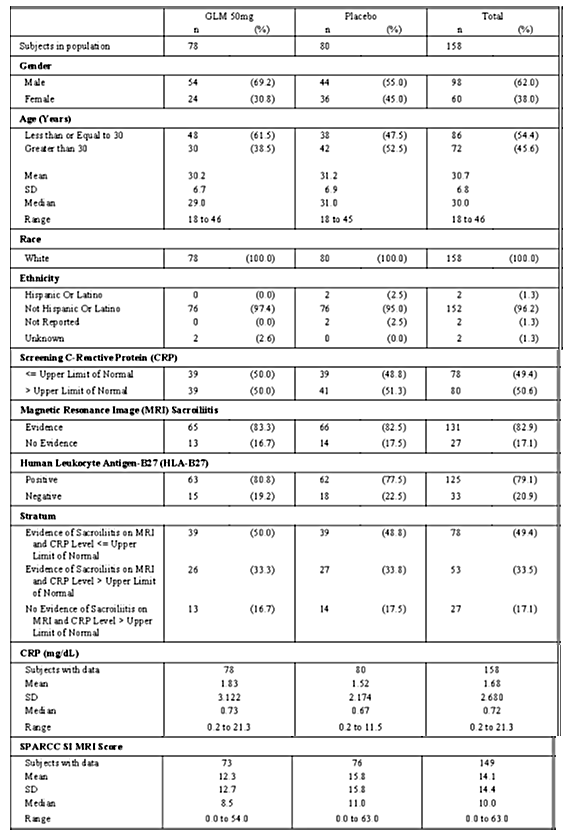 GLM 50mg Placebo Total
n (%) n (%) n (%)
Subjects in population 78 80 158
Gender
Male 54 (69.2) 44 (55.0) 98 (62.0)
Female 24 (30.8) 36 (45.0) 60 (38.0)
Age (Years)
Less than or Equal to 30 48 (61.5) 38 (47.5) 86 (54.4)
Greater than 30 30 (38.5) 42 (52.5) 72 (45.6)
Mean 30.2 31.2 30.7
SD 6.7 6.9 6.8
Median 29.0 31.0 30.0
Range 18 to 46 18 to 45 18 to 46
Race
White 78 (100.0) 80 (100.0) 158 (100.0)
Ethnicity
Hispanic Or Latino 0 (0.0) 2 (2.5) 2 (1.3)
Not Hispanic Or Latino 76 (97.4) 76 (95.0) 152 (96.2)
Not Reported 0 (0.0) 2 (2.5) 2 (1.3)
Unknown 2 (2.6) 0 (0.0) 2 (1.3)
Screening C-Reactive Protein (CRP)
<= Upper Limit of Normal 39 (50.0) 39 (48.8) 78 (49.4)
> Upper Limit of Normal 39 (50.0) 41 (51.3) 80 (50.6)
Magnetic Resonance Image (MRI) Sacroiliitis
Evidence 65 (83.3) 66 (82.5) 131 (82.9)
No Evidence 13 (16.7) 14 (17.5) 27 (17.1)
Human Leukocyte Antigen-B27 (HLA-B27)
Positive 63 (80.8) 62 (77.5) 125 (79.1)
Negative 15 (19.2) 18 (22.5) 33 (20.9)
Stratum
Evidence of Sacroiliitis on MRI 39 (50.0) 39 (48.8) 78 (49.4)
and CRP Level <= Upper
Limit of Normal
Evidence of Sacroiliitis on MRI 26 (33.3) 27 (33.8) 53 (33.5)
and CRP Level > Upper Limit
of Normal
No Evidence of Sacroiliitis on 13 (16.7) 14 (17.5) 27 (17.1)
MRI and CRP Level > Upper
Limit of Normal
CRP (mg/dL)
Subjects with data 78 80 158
Mean 1.83 1.52 1.68
SD 3.122 2.174 2.680
Median 0.73 0.67 0.72
Range 0.2 to 21.3 0.2 to 11.5 0.2 to 21.3
SPARCC SI MRI Score
Subjects with data 73 76 149
Mean 12.3 15.8 14.1
SD 12.7 15.8 14.4
Median 8.5 11.0 10.0
Range 0.0 to 54.0 0.0 to 63.0 0.0 to 63.0